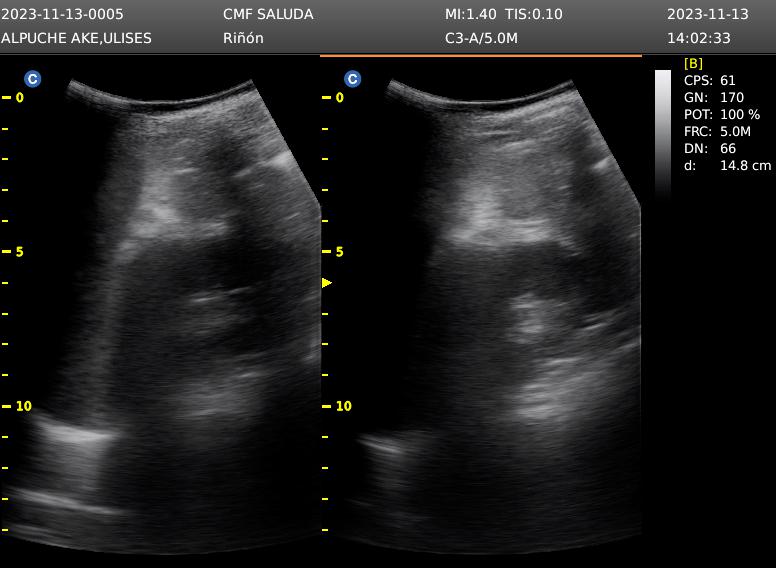 2023-11-13-0005 CMF SALUDA MI:1.40 TIS:0.10 2023-11-13
ALPUCHE AKE,ULISES Riñón C3-A/5.0M 14:02:33
C C [B]
0 0
CPS: 61
GN: 170
POT: 100 %
FRC: 5.0M
DN: 66
d: 14.8 cm
5 5
10 10